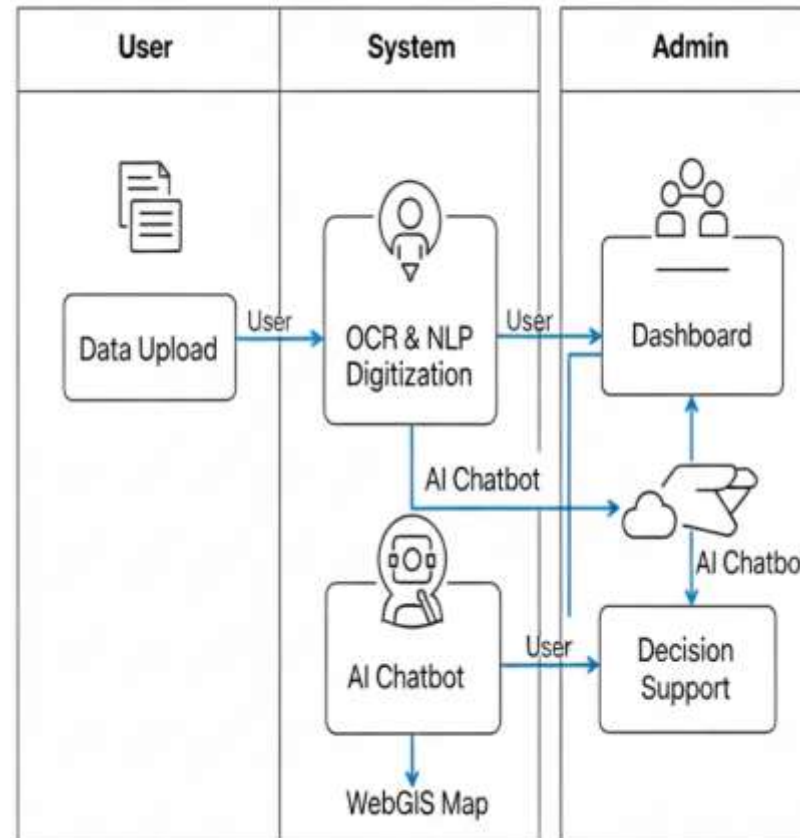 User
System
Admin
Data Upload
User
OCR & NLP
Digitization
User
Dashboard
AI Chatbot
AI Chatbo
AI Chatbot
User
Decision
Support
WebGIS Map